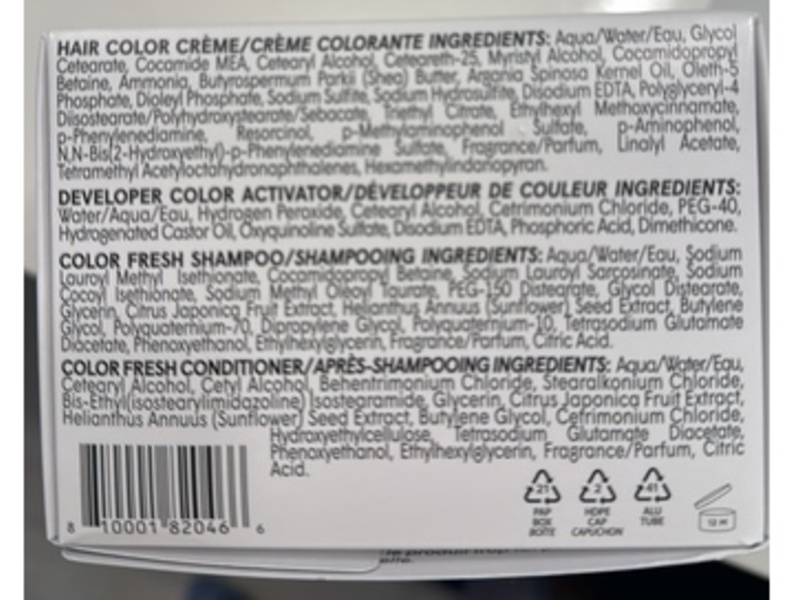 HAIR COLOR CRÈME/CRÈME COLORANTE INGREDIENTS: Aqua/Water/Eau, Glycol
Cetearate, Cocamide MEA, Cetearyl Alcohol, Ceteareth-25, Myristyl Alcohol, Cocamidopropyl
Betaine, Ammonia, Butyrospermum Parkii (Shea) Butter, Argania Spinosa Kernel Oil, Oleth-5
Phosphate, Dioleyl Phosphate, Sodium Sulfite, Sodium Hydrosulfite, Disodium EDTA, Polyglyceryl-4
Diisostearate/Polyhydroxystearate/Sebacate, Triethyl Citrate, Ethylhexyl Methoxycinnamate,
p-Phenylenediamine, Resorcinol, p-Methylaminophenol Sulfate, p-Aminophenol,
N,N-Bis(2-Hydroxyethyl)-p-Phenylenediamine Sulfate, Fragrance/Parfum, Linalyl Acetate,
Tetramethyl Acetyloctahydronaphthalenes, Hexamethylindanopyran.
DEVELOPER COLOR ACTIVATOR/DÉVELOPPEUR DE COULEUR INGREDIENTS:
Water/Aqua/Eau, Hydrogen Peroxide, Cetearyl Alcohol, Cetrimonium Chloride, PEG-40,
Hydrogenated Castor Oil, Oxyquinoline Sulfate, Disodium EDTA, Phosphoric Acid, Dimethicone.
COLOR FRESH SHAMPOO/SHAMPOOING INGREDIENTS: Aqua/Water/Eau, Sodium
Lauroyl Methyl Isethionate, Cocamidopropyl Betaine, Sodium Lauroyl Sarcosinate, Sodium
Cocoyl Isethionate, Sodium Methyl Oleoyl Taurate, PEG-150 Distearate, Glycol Distearate,
Glycerin, Citrus Japonica Fruit Extract, Helianthus Annuus (Sunflower) Seed Extract, Butylene
Glycol, Polyquaternium-70, Dipropylene Glycol, Polyquaternium-10, Tetrasodium Glutamate
Diacetate, Phenoxyethanol, Ethylhexylglycerin, Fragrance/Parfum, Citric Acid.
COLOR FRESH CONDITIONER/APRÈS-SHAMPOOING INGREDIENTS: Aqua/Water/Eau,
Cetearyl Alcohol, Cetyl Alcohol, Behentrimonium Chloride, Stearalkonium Chloride,
Bis-Ethyl(isostearylimidazoline) Isostearamide, Glycerin, Citrus Japonica Fruit Extract,
Helianthus Annuus (Sunflower) Seed Extract, Butylene Glycol, Cetrimonium Chloride,
Hydroxyethylcellulose, Tetrasodium Glutamate Diacetate,
Phenoxyethanol, Ethylhexylglycerin, Fragrance/Parfum, Citric
Acid.
8 10001 82046 6
21 2 41
PAP HDPE ALU
BOX CAP TUBE
BOÎTE CAPUCHON
12 M
le produit